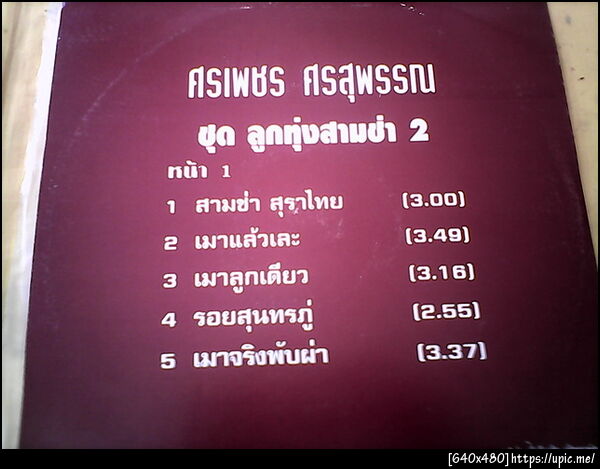 ศรเพชร ศรสุพรรณ
ชุด ลูกทุ่งสามช่า 2
หน้า 1
1 สามช่า สุราไทย (3.00)
2 เมาแล้วเละ (3.49)
3 เมาลูกเดียว (3.16)
4 รอยสุนทรภู่ (2.55)
5 เมาจริงพับผ่า (3.37)
[640x480]https://upic.me/